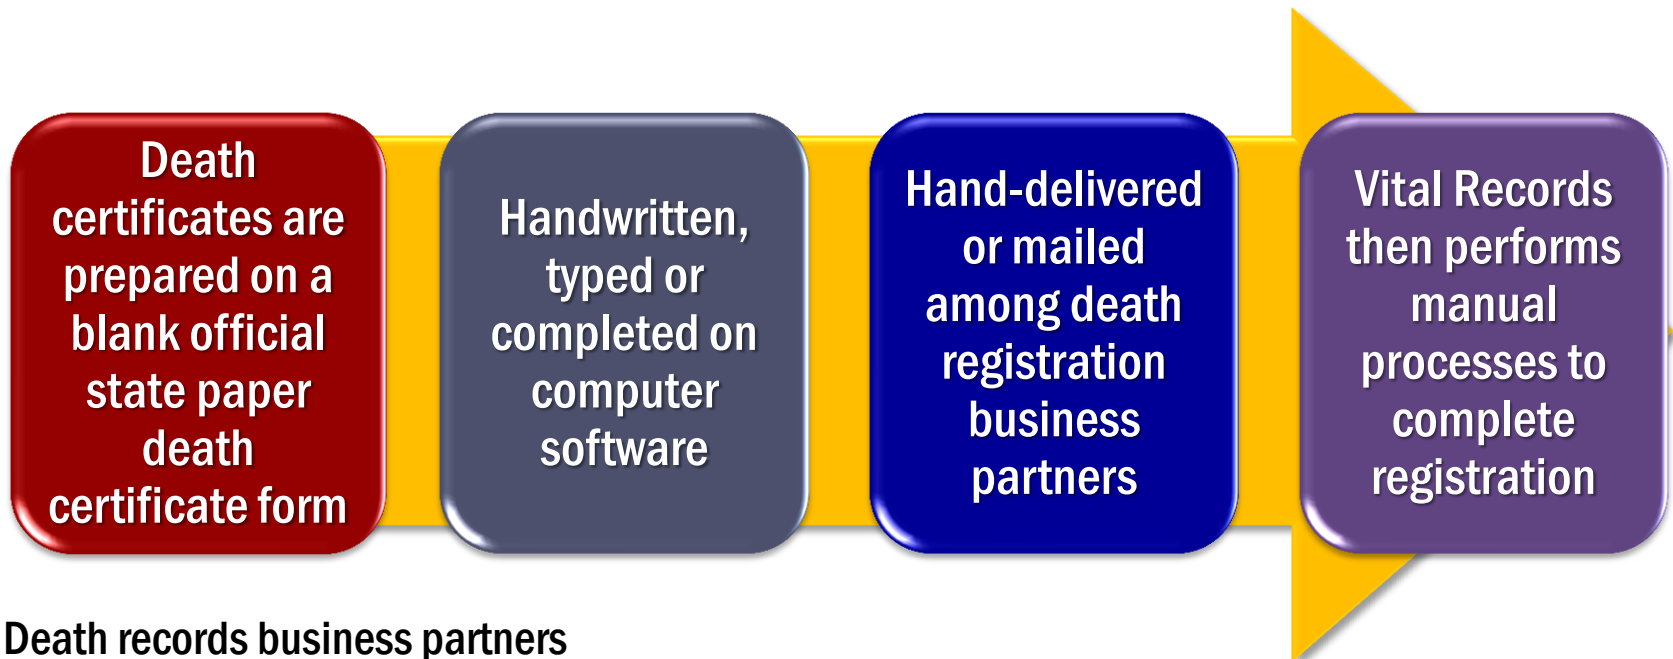 Death
certificates are
prepared on a
blank official
state paper
death
certificate form
Handwritten,
typed or
completed on
computer
software
Hand-delivered
or mailed
among death
registration
business
partners
Vital Records
then performs
manual
processes to
complete
registration
Death records business partners